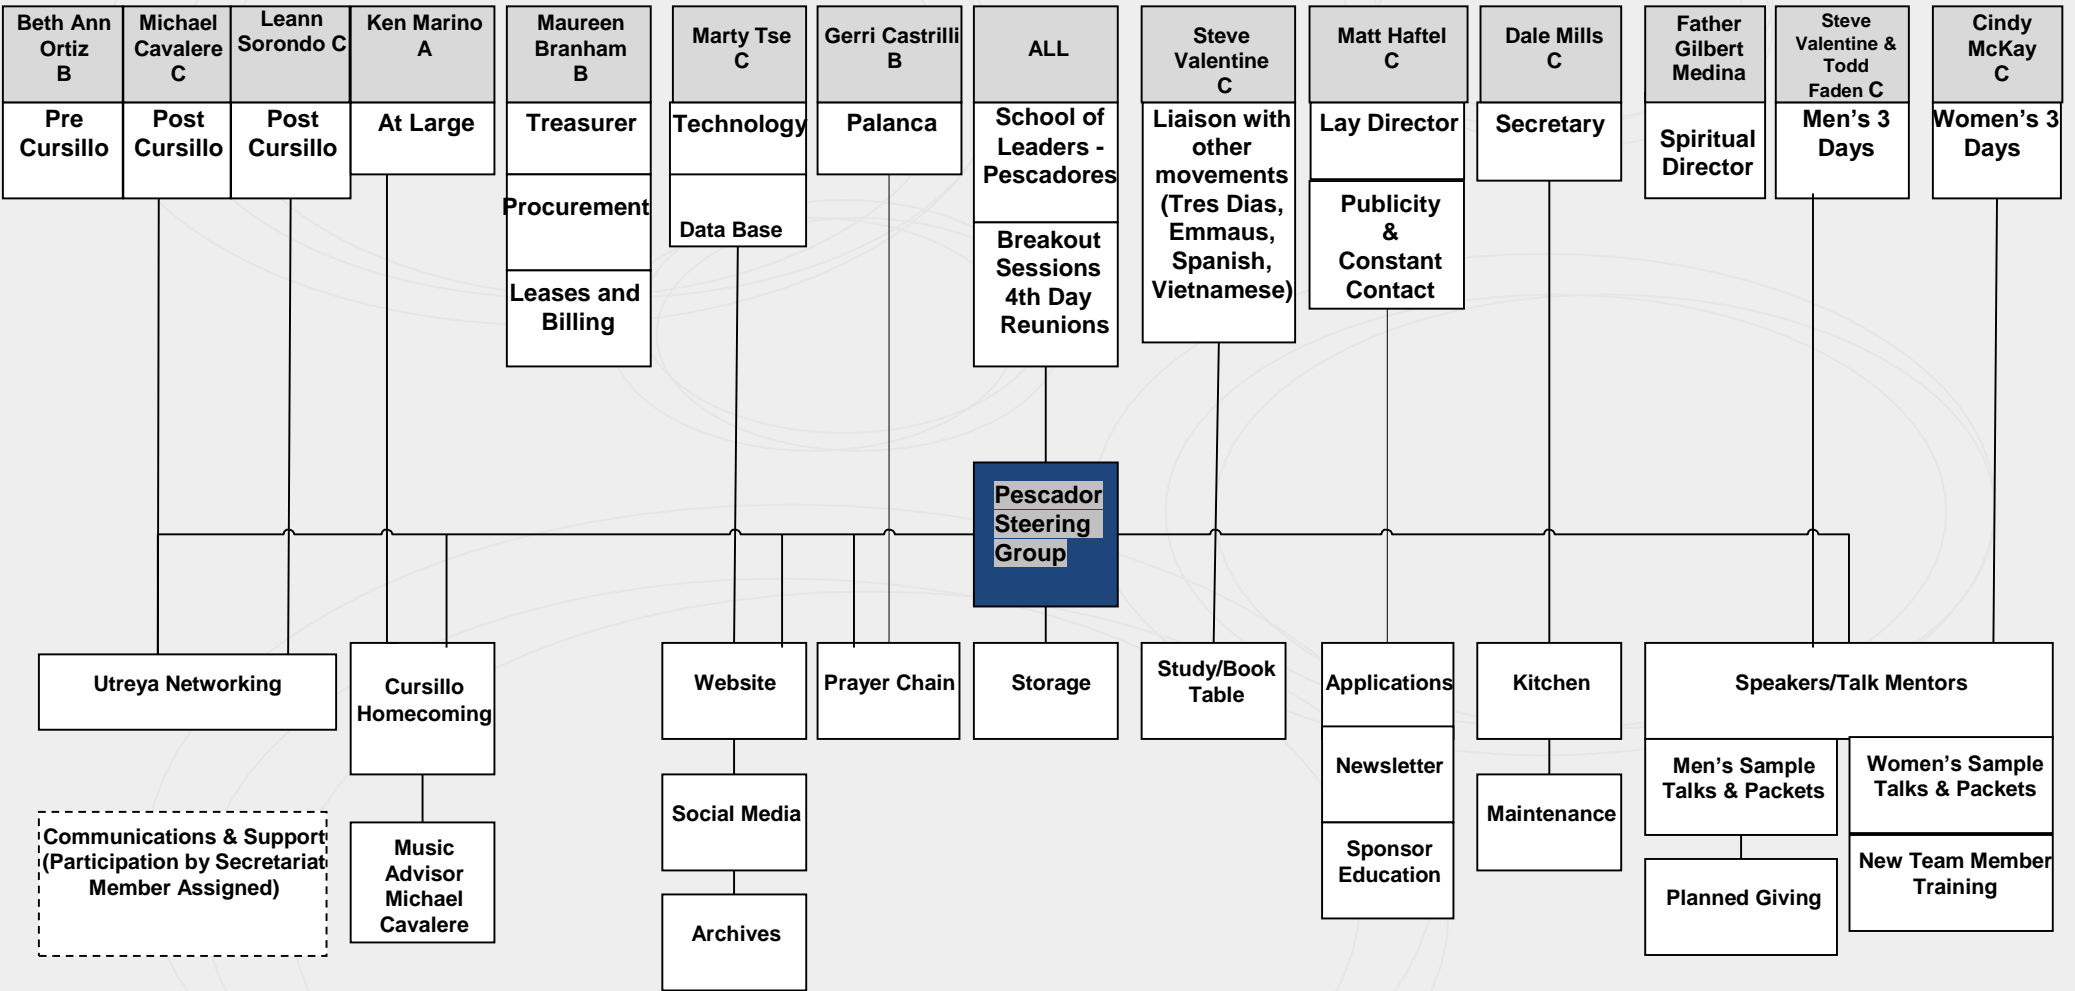 Beth Ann
Ortiz
B
Michael
Cavalere
C
Leann
Sorondo C
Ken Marino
A
Maureen
Branham
B
Marty Tse
C
Gerri Castrilli
B
ALL
Steve
Valentine
C
Matt Haftel
C
Dale Mills
C
Father
Gilbert
Medina
Steve
Valentine &
Todd
Faden C
Cindy
McKay
C
Pre
Cursillo
Post
Cursillo
Post
Cursillo
At Large
Treasurer
Procurement
Leases and
Billing
Technology
Data Base
Palanca
School of
Leaders -
Pescadores
Breakout
Sessions
4th Day
Reunions
Liaison with
other
movements
(Tres Dias,
Emmaus,
Spanish,
Vietnamese)
Lay Director
Publicity
&
Constant
Contact
Secretary
Spiritual
Director
Men’s 3
Days
Women’s 3
Days
Pescador
Steering
Group
Utreya Networking
Cursillo
Homecoming
Website
Prayer Chain
Storage
Study/Book
Table
Applications
Kitchen
Speakers/Talk Mentors
Communications & Support
(Participation by Secretariat
Member Assigned)
Music
Advisor
Michael
Cavalere
Social Media
Archives
Newsletter
Sponsor
Education
Maintenance
Men’s Sample
Talks & Packets
Planned Giving
Women’s Sample
Talks & Packets
New Team Member
Training